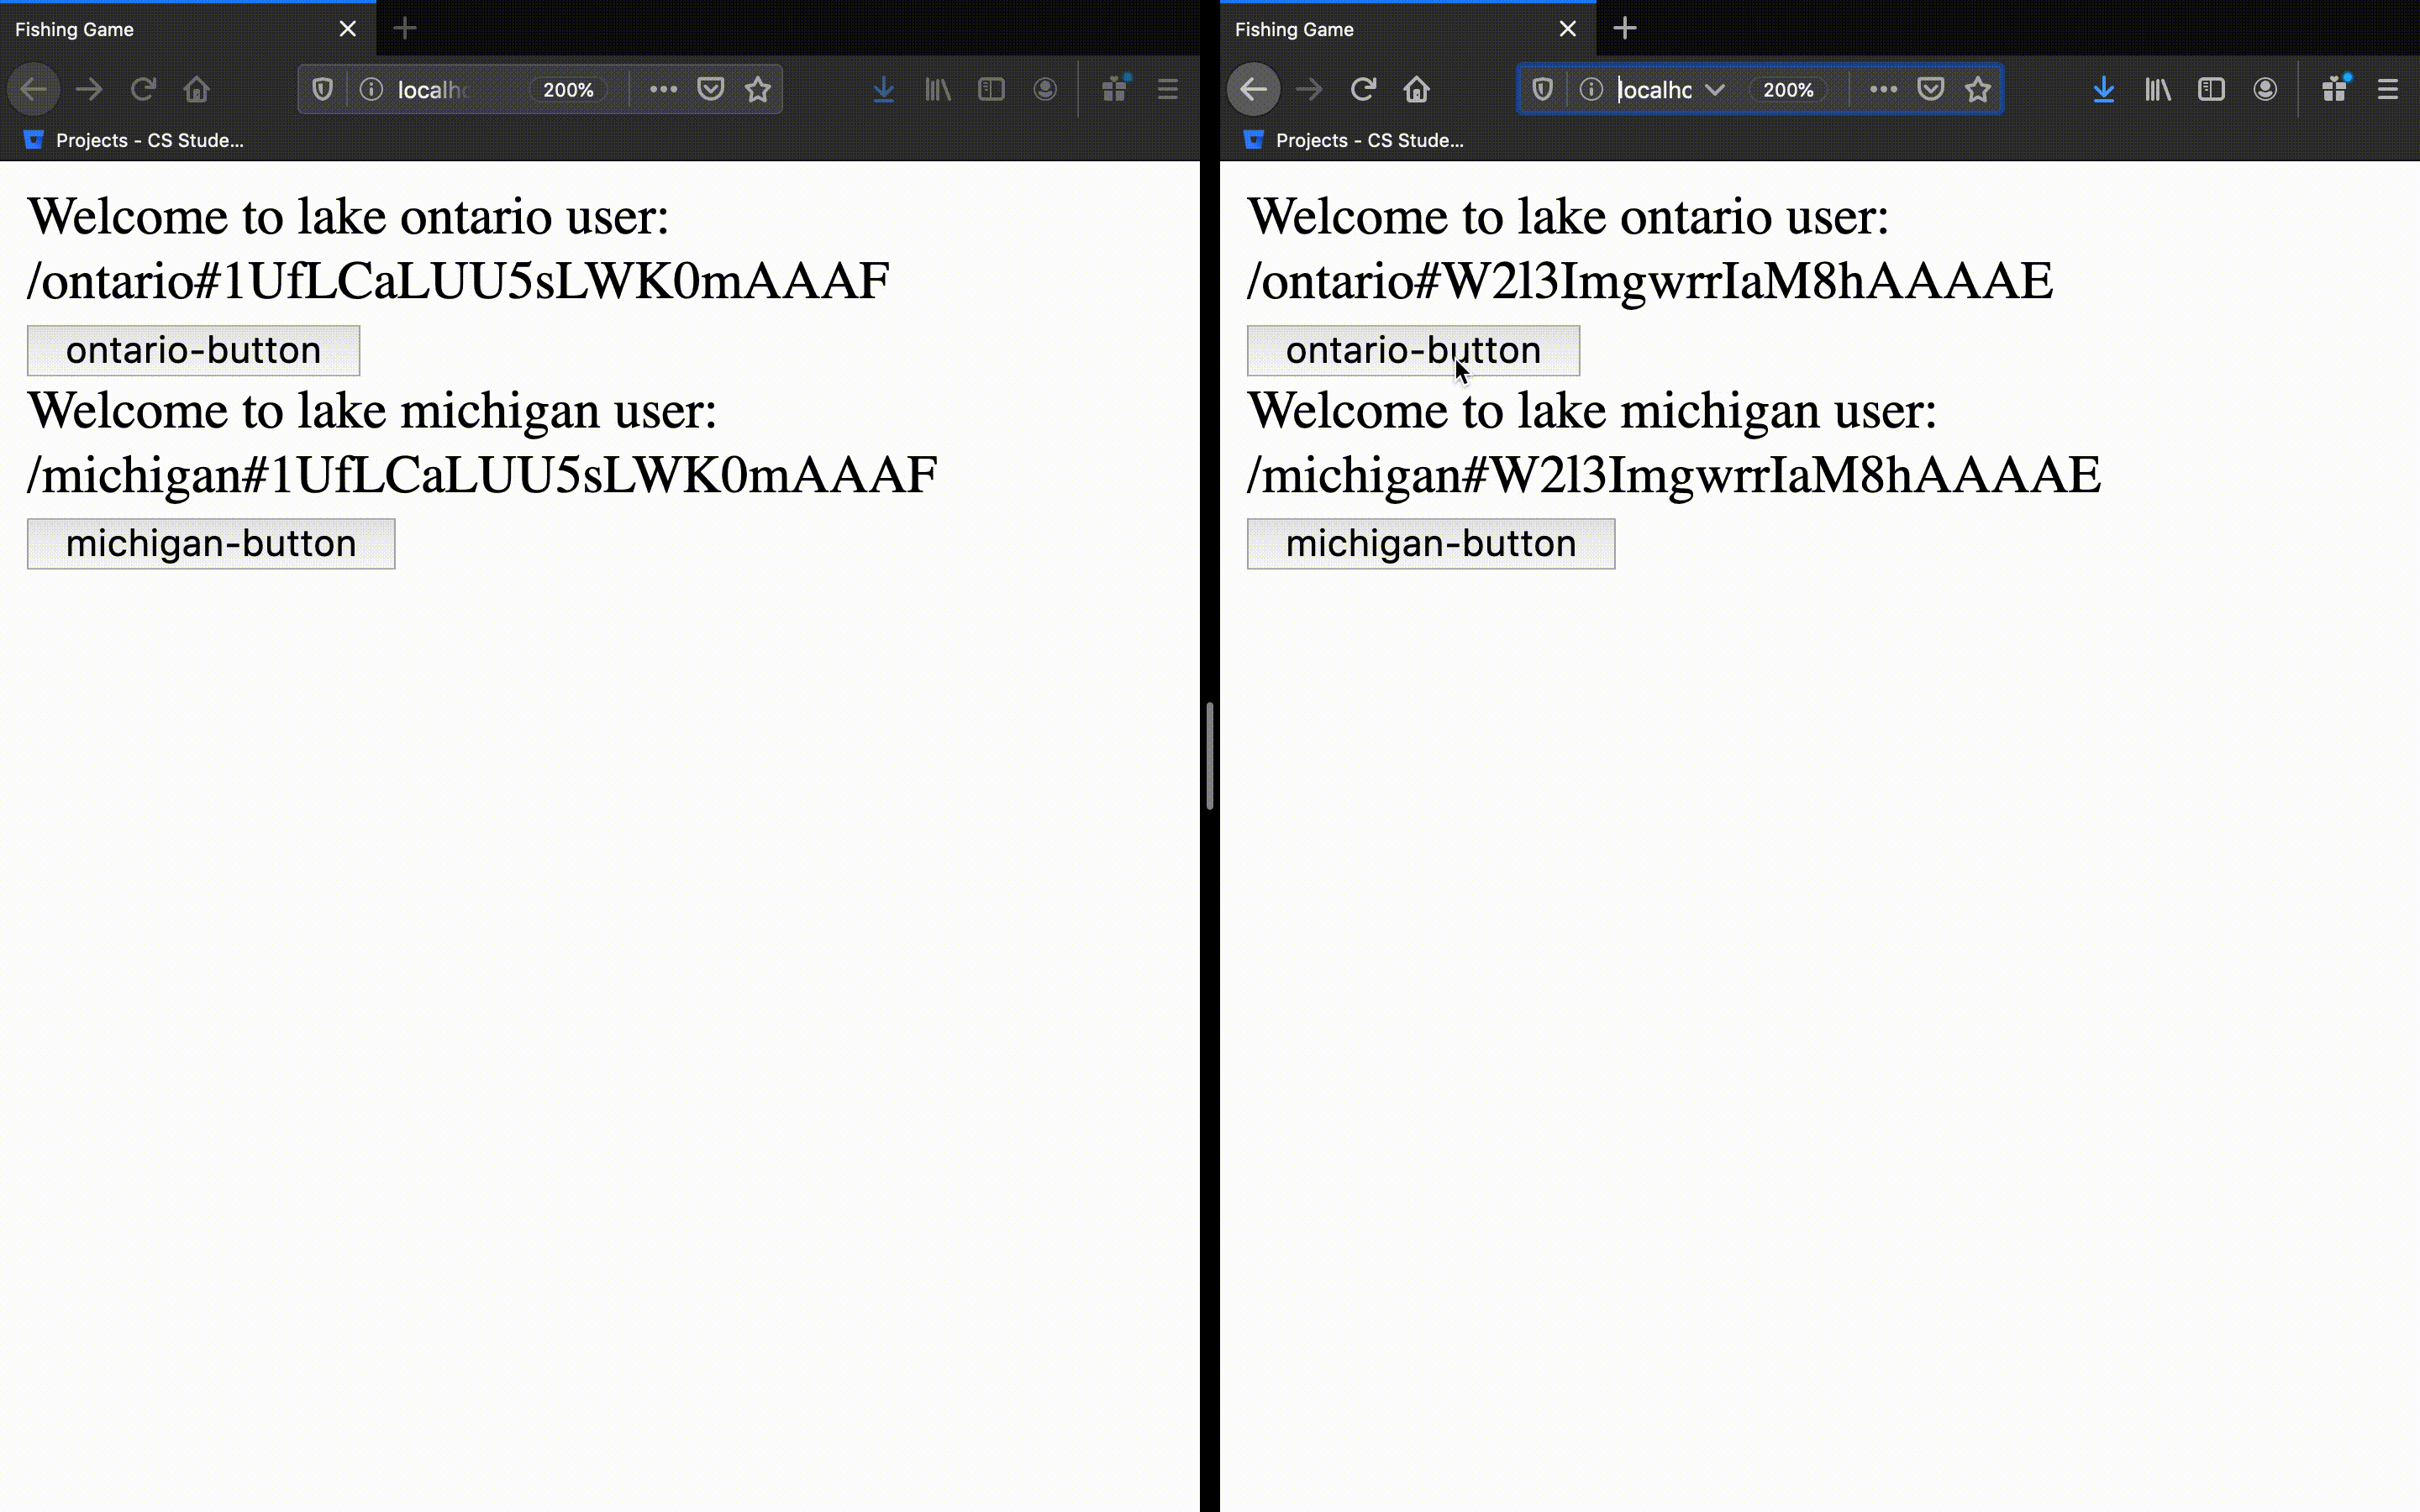 Fishing Game
localhc
200%
Projects - CS Stude...
Welcome to lake ontario user:
/ontario#1UfLCaLUU5sLWK0mAAAF
ontario-button
Welcome to lake michigan user:
/michigan#1UfLCaLUU5sLWK0mAAAF
michigan-button
Fishing Game
localhc
200%
Projects - CS Stude...
Welcome to lake ontario user:
/ontario#W2l3ImgwrrIaM8hAAAAE
ontario-button
Welcome to lake michigan user:
/michigan#W2l3ImgwrrIaM8hAAAAE
michigan-button